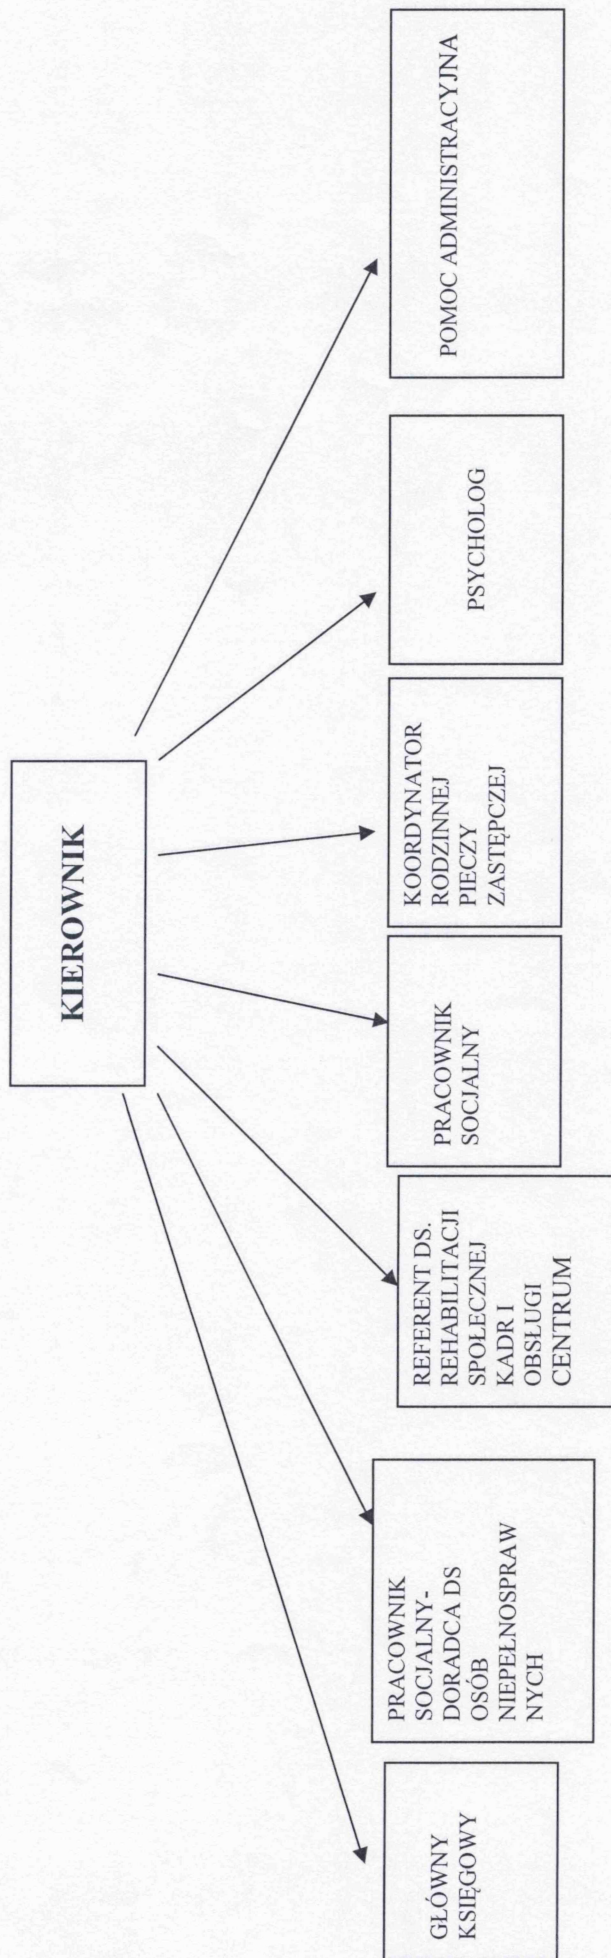 KIEROWNIK
GŁÓWNY
KSIĘGOWY
PRACOWNIK
SOCJALNY-
DORADCA DS
OSÓB
NIEPEŁNOSPRAW
NYCH
REFERENT DS.
REHABILITACJI
SPOŁECZNEJ
KADR I
OBSŁUGI
CENTRUM
PRACOWNIK
SOCJALNY
KOORDYNATOR
RODZINNEJ
PIECZY
ZASTĘPCZEJ
PSYCHOLOG
POMOC ADMINISTRACYJNA